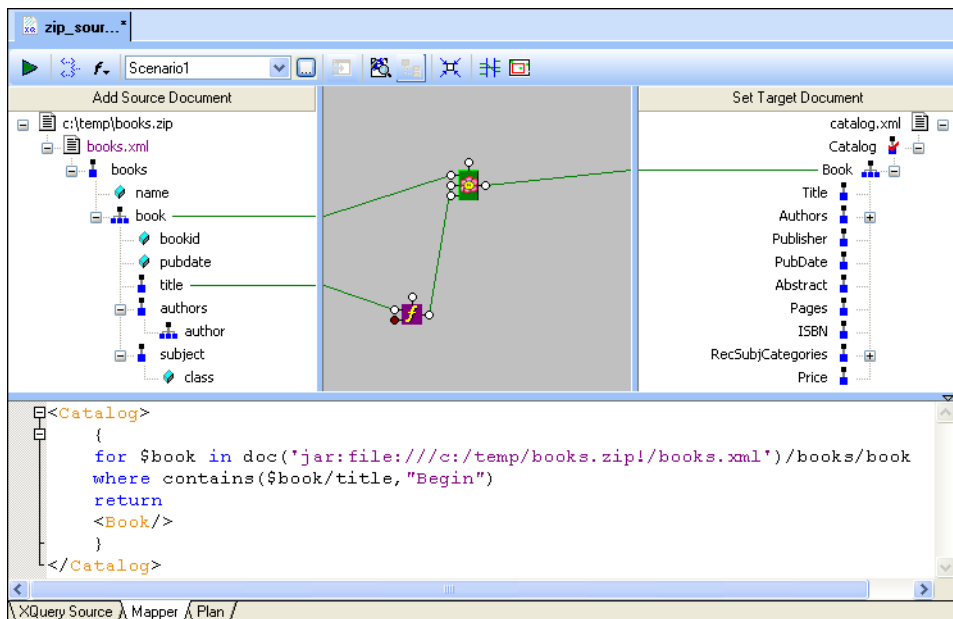 zip_sour...*
Scenario1
Add Source Document
Set Target Document
c:\temp\books.zip
books.xml
books
name
book
bookid
pubdate
title
authors
author
subject
class
catalog.xml
Catalog
Book
Title
Authors
Publisher
PubDate
Abstract
Pages
ISBN
RecSubjCategories
Price
<Catalog>
{
for $book in doc('jar:file:///c:/temp/books.zip!/books.xml')/books/book
where contains($book/title,"Begin")
return
<Book/>
}
</Catalog>
XQuery Source Mapper Plan